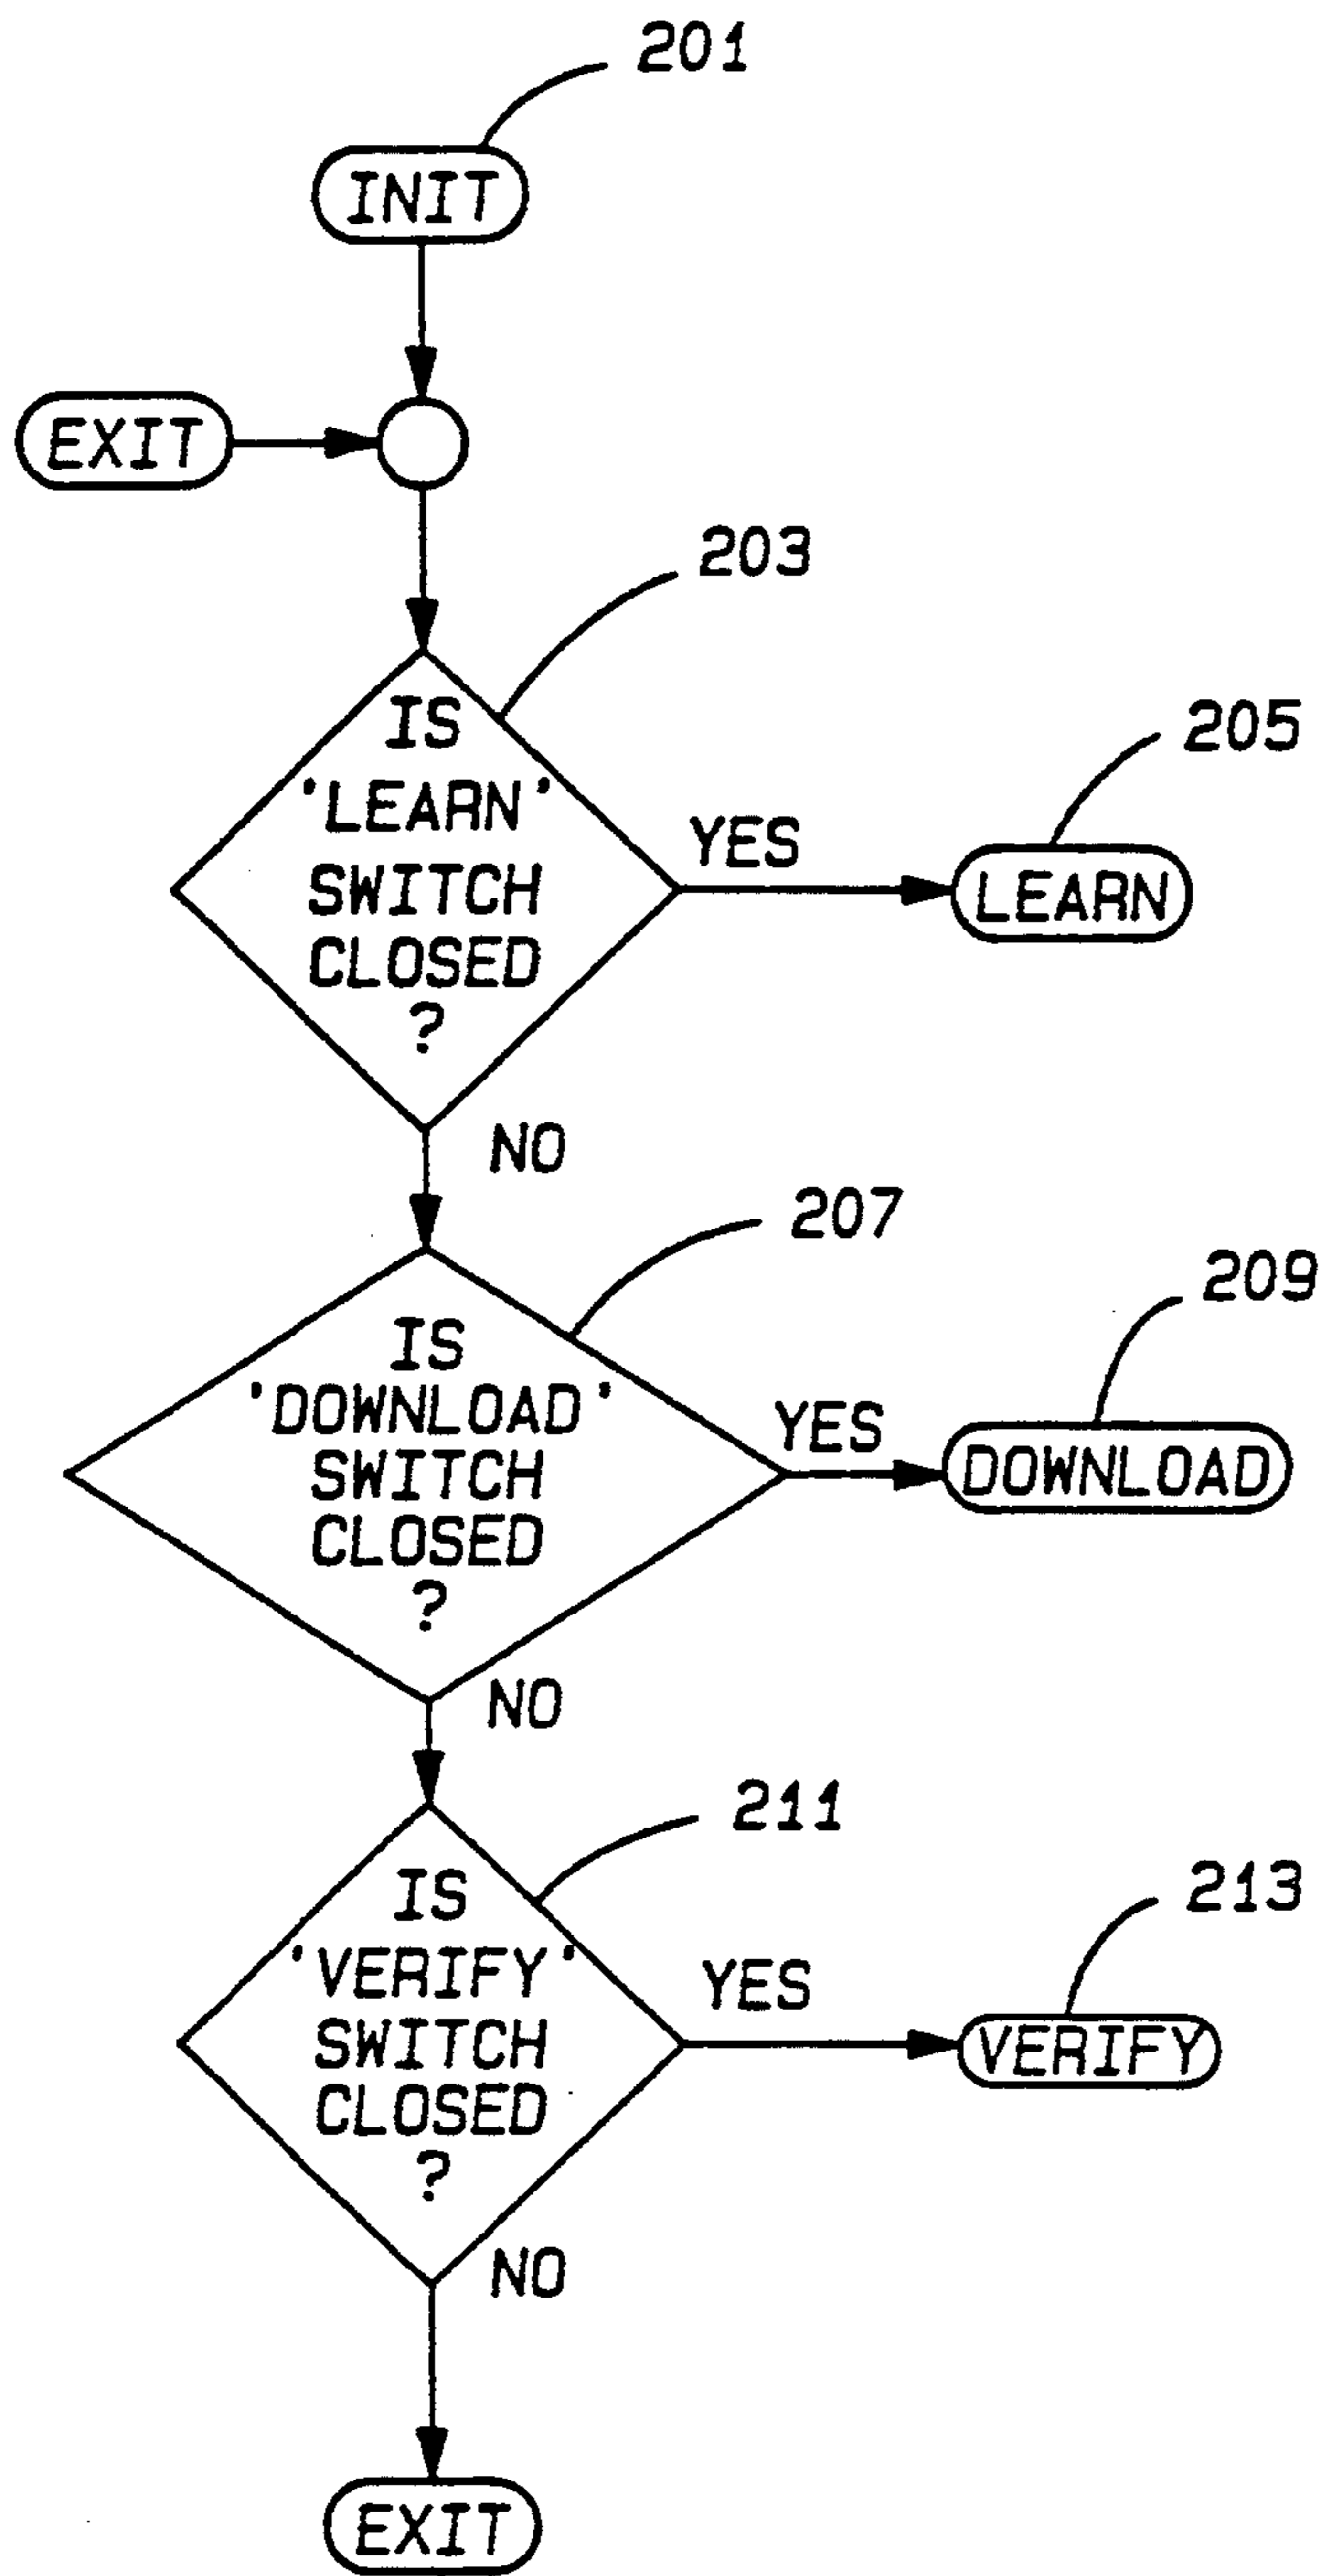 201
INIT
EXIT
203
IS
'LEARN'
SWITCH
CLOSED
?
YES
205
LEARN
NO
207
IS
'DOWNLOAD'
SWITCH
CLOSED
?
YES
209
DOWNLOAD
NO
211
IS
'VERIFY'
SWITCH
CLOSED
?
YES
213
VERIFY
NO
EXIT